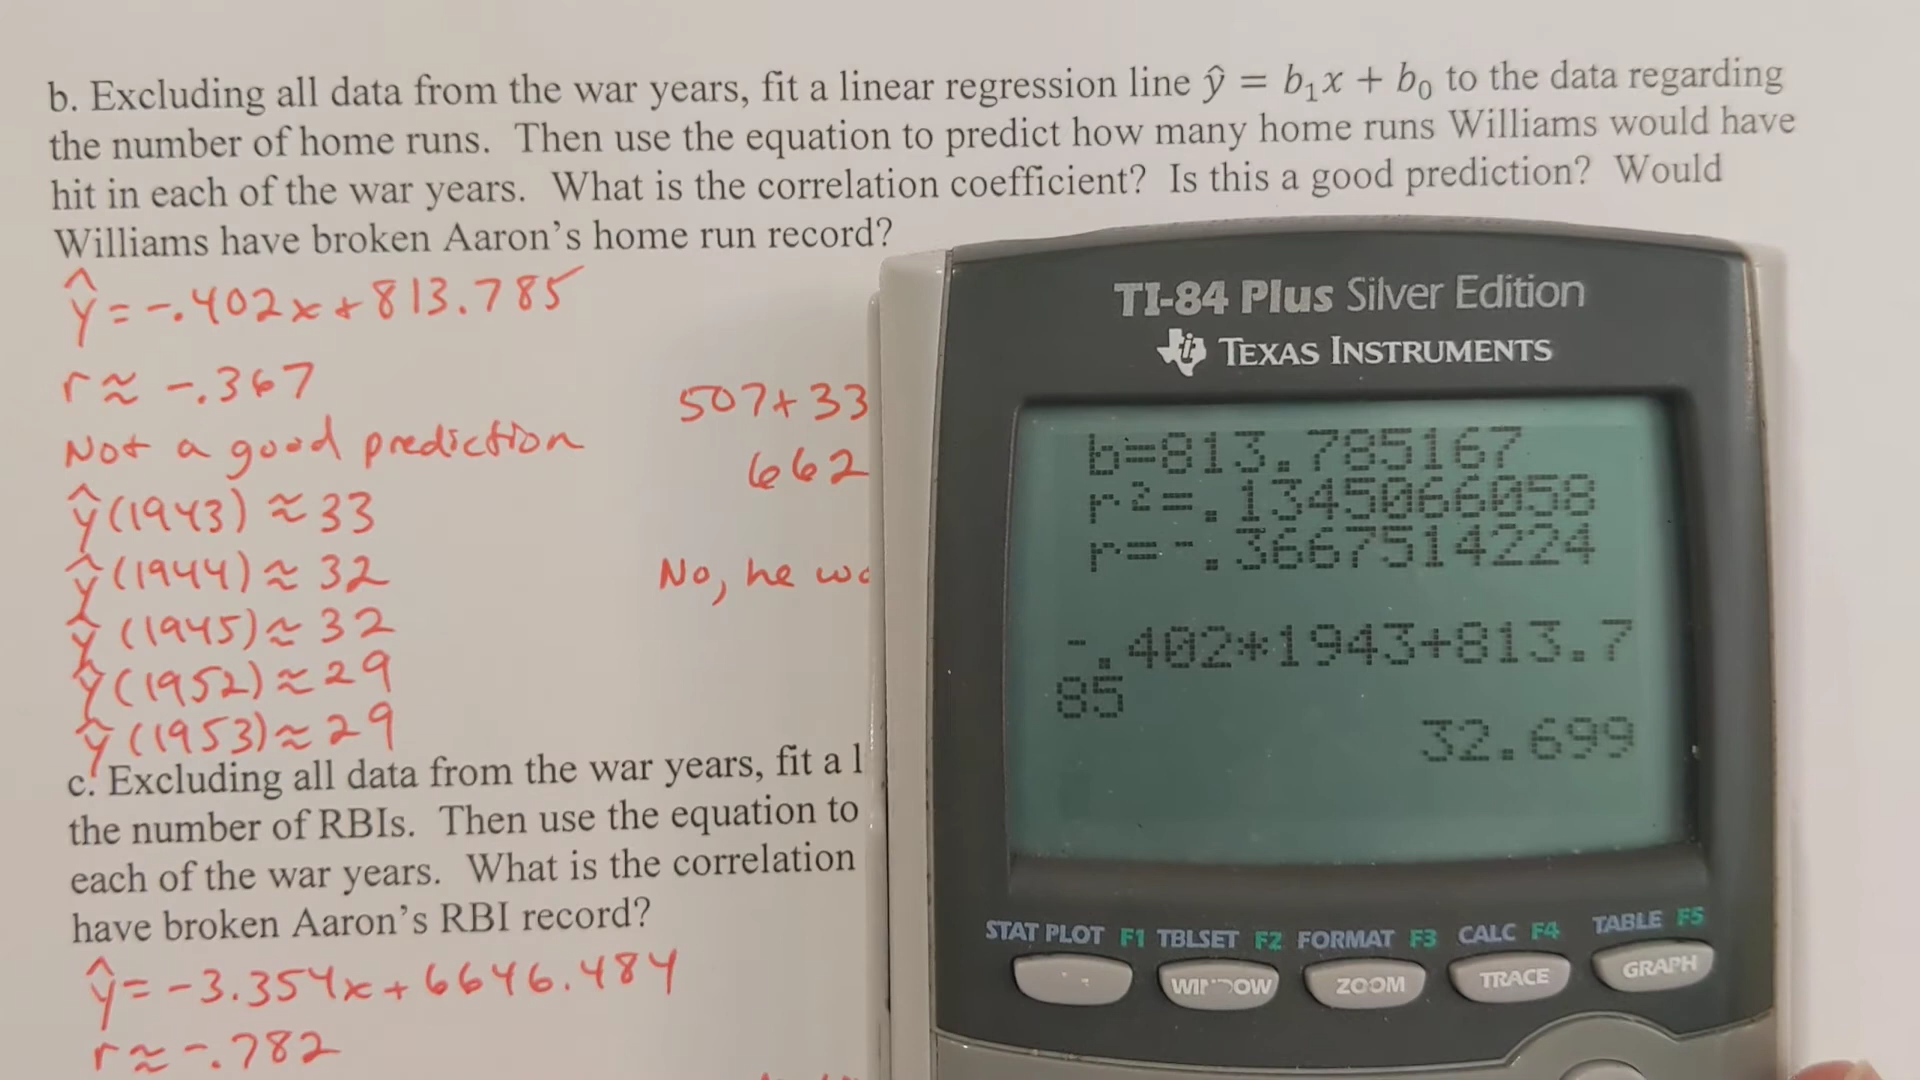 b. Excluding all data from the war years, fit a linear regression line ŷ = b₁x + b₀ to the data regarding
the number of home runs. Then use the equation to predict how many home runs Williams would have
hit in each of the war years. What is the correlation coefficient? Is this a good prediction? Would
Williams have broken Aaron's home run record?
ŷ = -.402x + 813.785
r ≈ -.367
Not a good prediction
ŷ(1943) ≈ 33
ŷ(1944) ≈ 32
ŷ(1945) ≈ 32
ŷ(1952) ≈ 29
ŷ(1953) ≈ 29
507 + 33
662
No, he
c. Excluding all data from the war years, fit a l
the number of RBIs. Then use the equation to
each of the war years. What is the correlation
have broken Aaron's RBI record?
ŷ = -3.354x + 6646.484
r ≈ -.782
TI-84 Plus Silver Edition
TEXAS INSTRUMENTS
b=813.785167
r²=.1345066058
r=-.3667514224
-.402*1943+813.7
85
32.699
STAT PLOT F1 TBLSET F2 FORMAT F3 CALC F4 TABLE F5
WINDOW ZOOM TRACE GRAPH